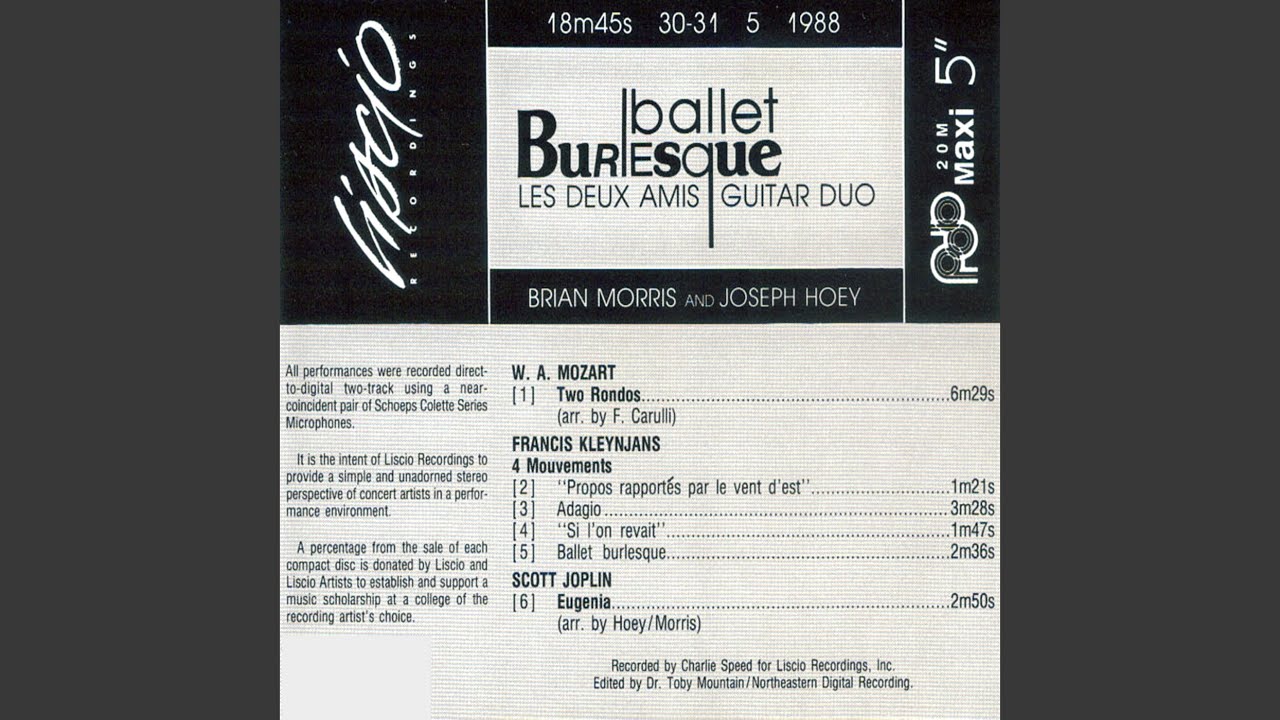 liscio
RECORDINGS
18m45s 30-31 5 1988
ballet
BURLEsque
LES DEUX AMIS GUITAR DUO
BRIAN MORRIS AND JOSEPH HOEY
20M
Maxi 5"
All performances were recorded direct-
to-digital two-track using a near-
coincident pair of Schoeps Colette Series
Microphones.
It is the intent of Liscio Recordings to
provide a simple and unadorned stereo
perspective of concert artists in a perfor-
mance environment.
A percentage from the sale of each
compact disc is donated by Liscio and
Liscio Artists to establish and support a
music scholarship at a college of the
recording artist's choice.
W. A. MOZART
[1] Two Rondos 6m29s
(arr. by F. Carulli)
FRANCIS KLEYNJANS
4 Mouvements
[2] ''Propos rapportés par le vent d'est'' 1m21s
[3] Adagio 3m28s
[4] ''Si l'on revait'' 1m47s
[5] Ballet burlesque 2m36s
SCOTT JOPLIN
[6] Eugenia 2m50s
(arr. by Hoey/Morris)
Recorded by Charlie Speed for Liscio Recordings, Inc.
Edited by Dr. Toby Mountain/Northeastern Digital Recording.